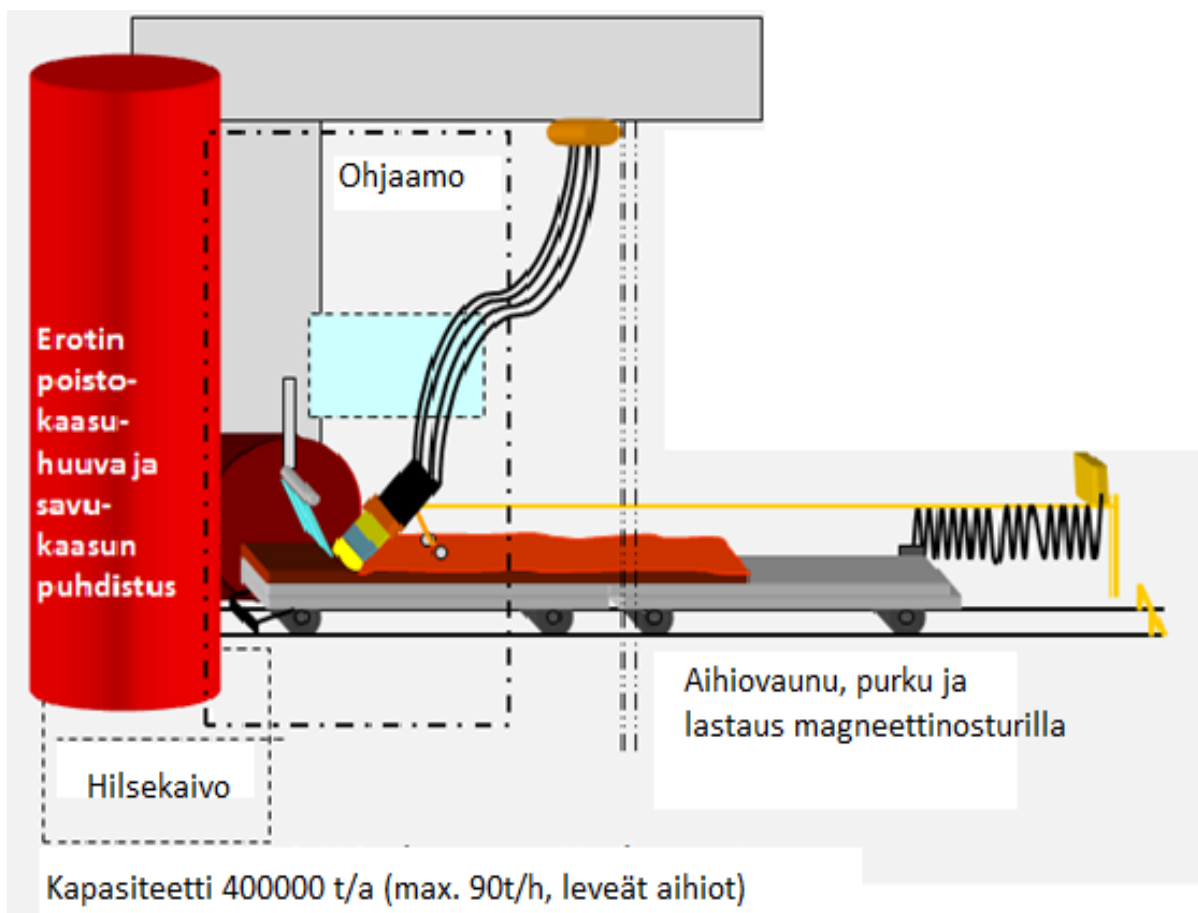 Ohjaamo
Erotin
poisto-
kaasu-
huuva ja
savu-
kaasun
puhdistus
Aihiovaunu, purku ja
lastaus magneettinosturilla
Hilsekaivo
Kapasiteetti 400000 t/a (max. 90t/h, leveät aihiot)